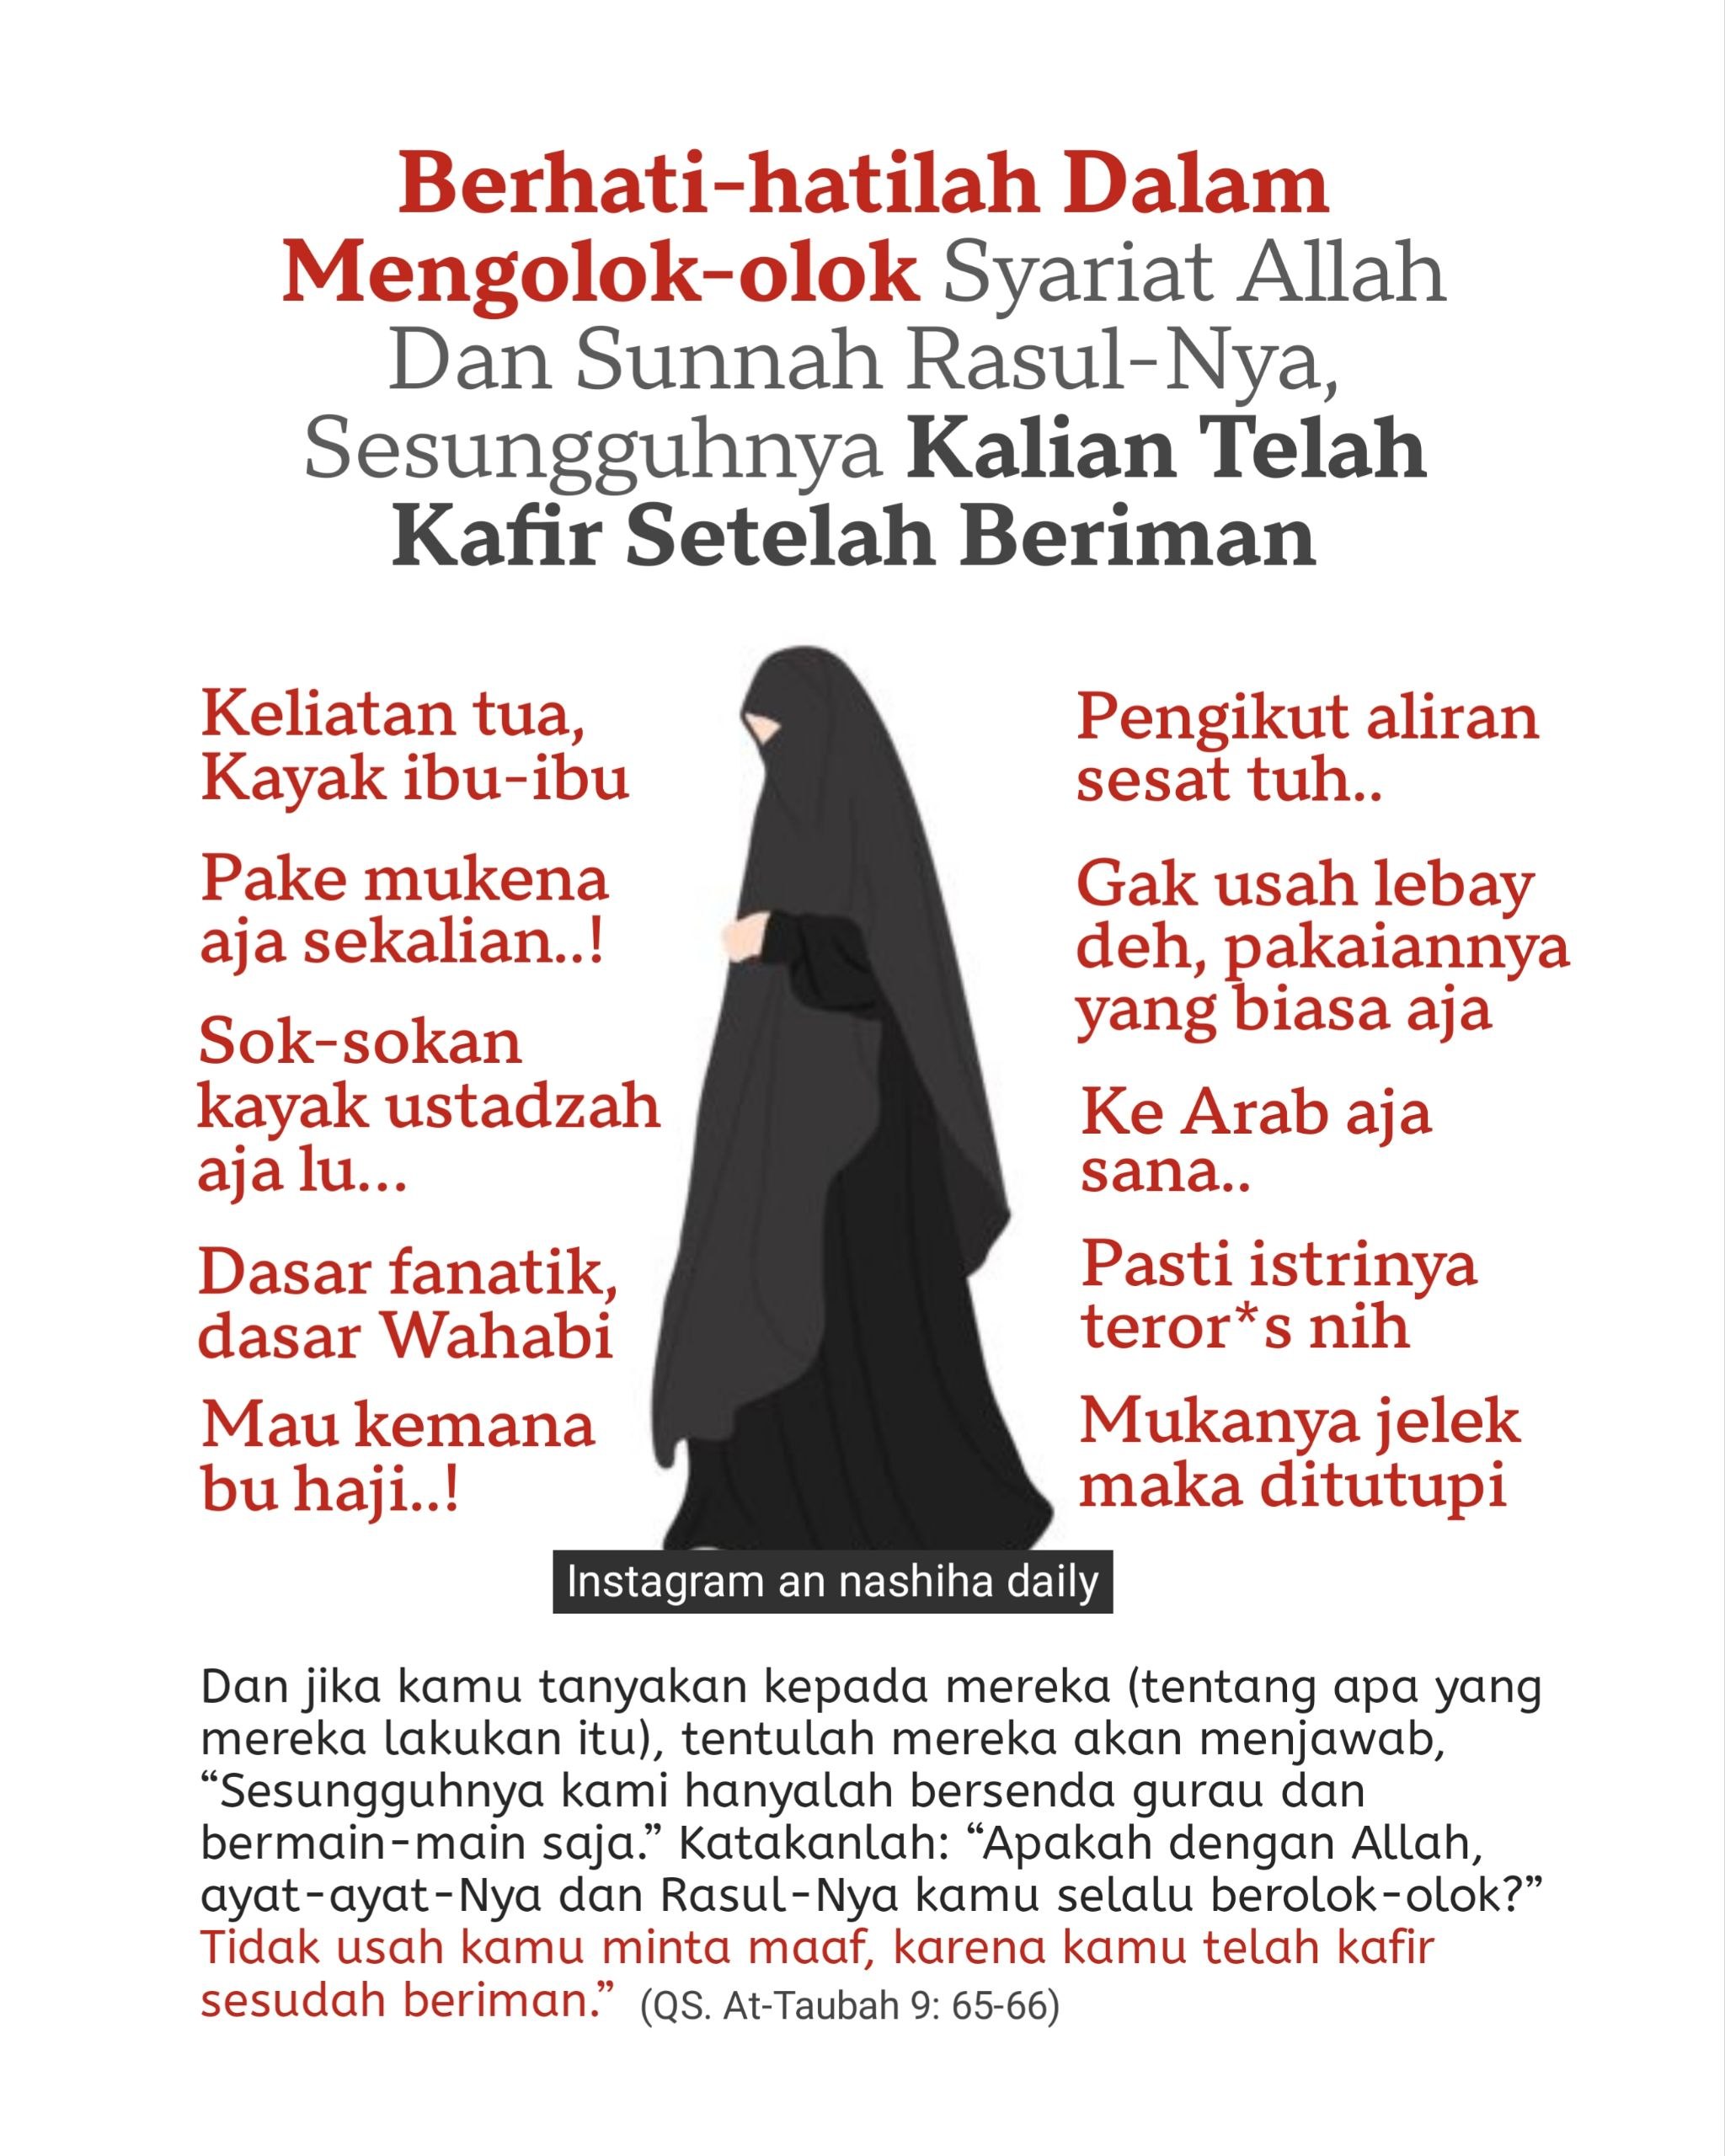 Berhati-hatilah Dalam
Mengolok-olok Syariat Allah
Dan Sunnah Rasul-Nya,
Sesungguhnya Kalian Telah
Kafir Setelah Beriman
Keliatan tua,
Kayak ibu-ibu
Pake mukena
aja sekalian..!
Sok-sokan
kayak ustadzah
aja lu...
Dasar fanatik,
dasar Wahabi
Mau kemana
bu haji..!
Pengikut aliran
sesat tuh..
Gak usah lebay
deh, pakaiannya
yang biasa aja
Ke Arab aja
sana..
Pasti istrinya
teror*s nih
Mukanya jelek
maka ditutupi
Instagram an nashiha daily
Dan jika kamu tanyakan kepada mereka (tentang apa yang
mereka lakukan itu), tentulah mereka akan menjawab,
“Sesungguhnya kami hanyalah bersenda gurau dan
bermain-main saja.” Katakanlah: “Apakah dengan Allah,
ayat-ayat-Nya dan Rasul-Nya kamu selalu berolok-olok?”
Tidak usah kamu minta maaf, karena kamu telah kafir
sesudah beriman.” (QS. At-Taubah 9: 65-66)